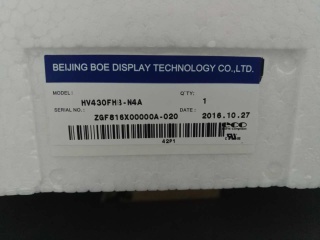 BEIJING BOE DISPLAY TECHNOLOGY CO.,LTD.
MODEL: HV430FHB-N4A Q'TY: 1
SERIAL NO.: ZGF816X00000A-020 DATE: 2016.10.27
42P1